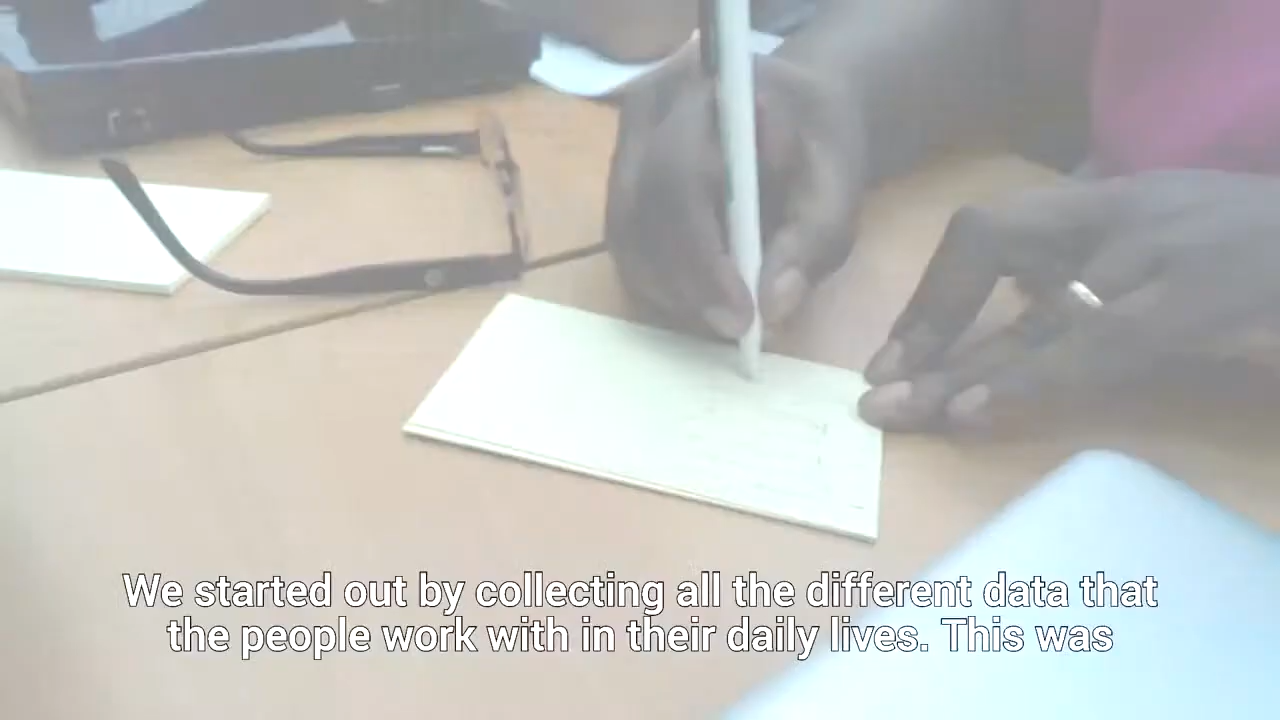 We started out by collecting all the different data that
the people work with in their daily lives. This was